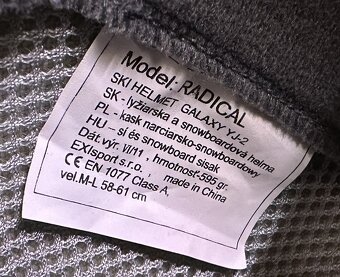 Model: RADICAL
SKI HELMET GALAXY YJ-2
SK - lyžiarska a snowboardová helma
PL - kask narciarsko-snowboardowy
HU - sí és snowboard sisak
Dát.výr. VI/11, hmotnosť-595 gr.
EXIsport s.r.o., made in China
CE EN 1077 Class A,
vel.M-L 58-61 cm